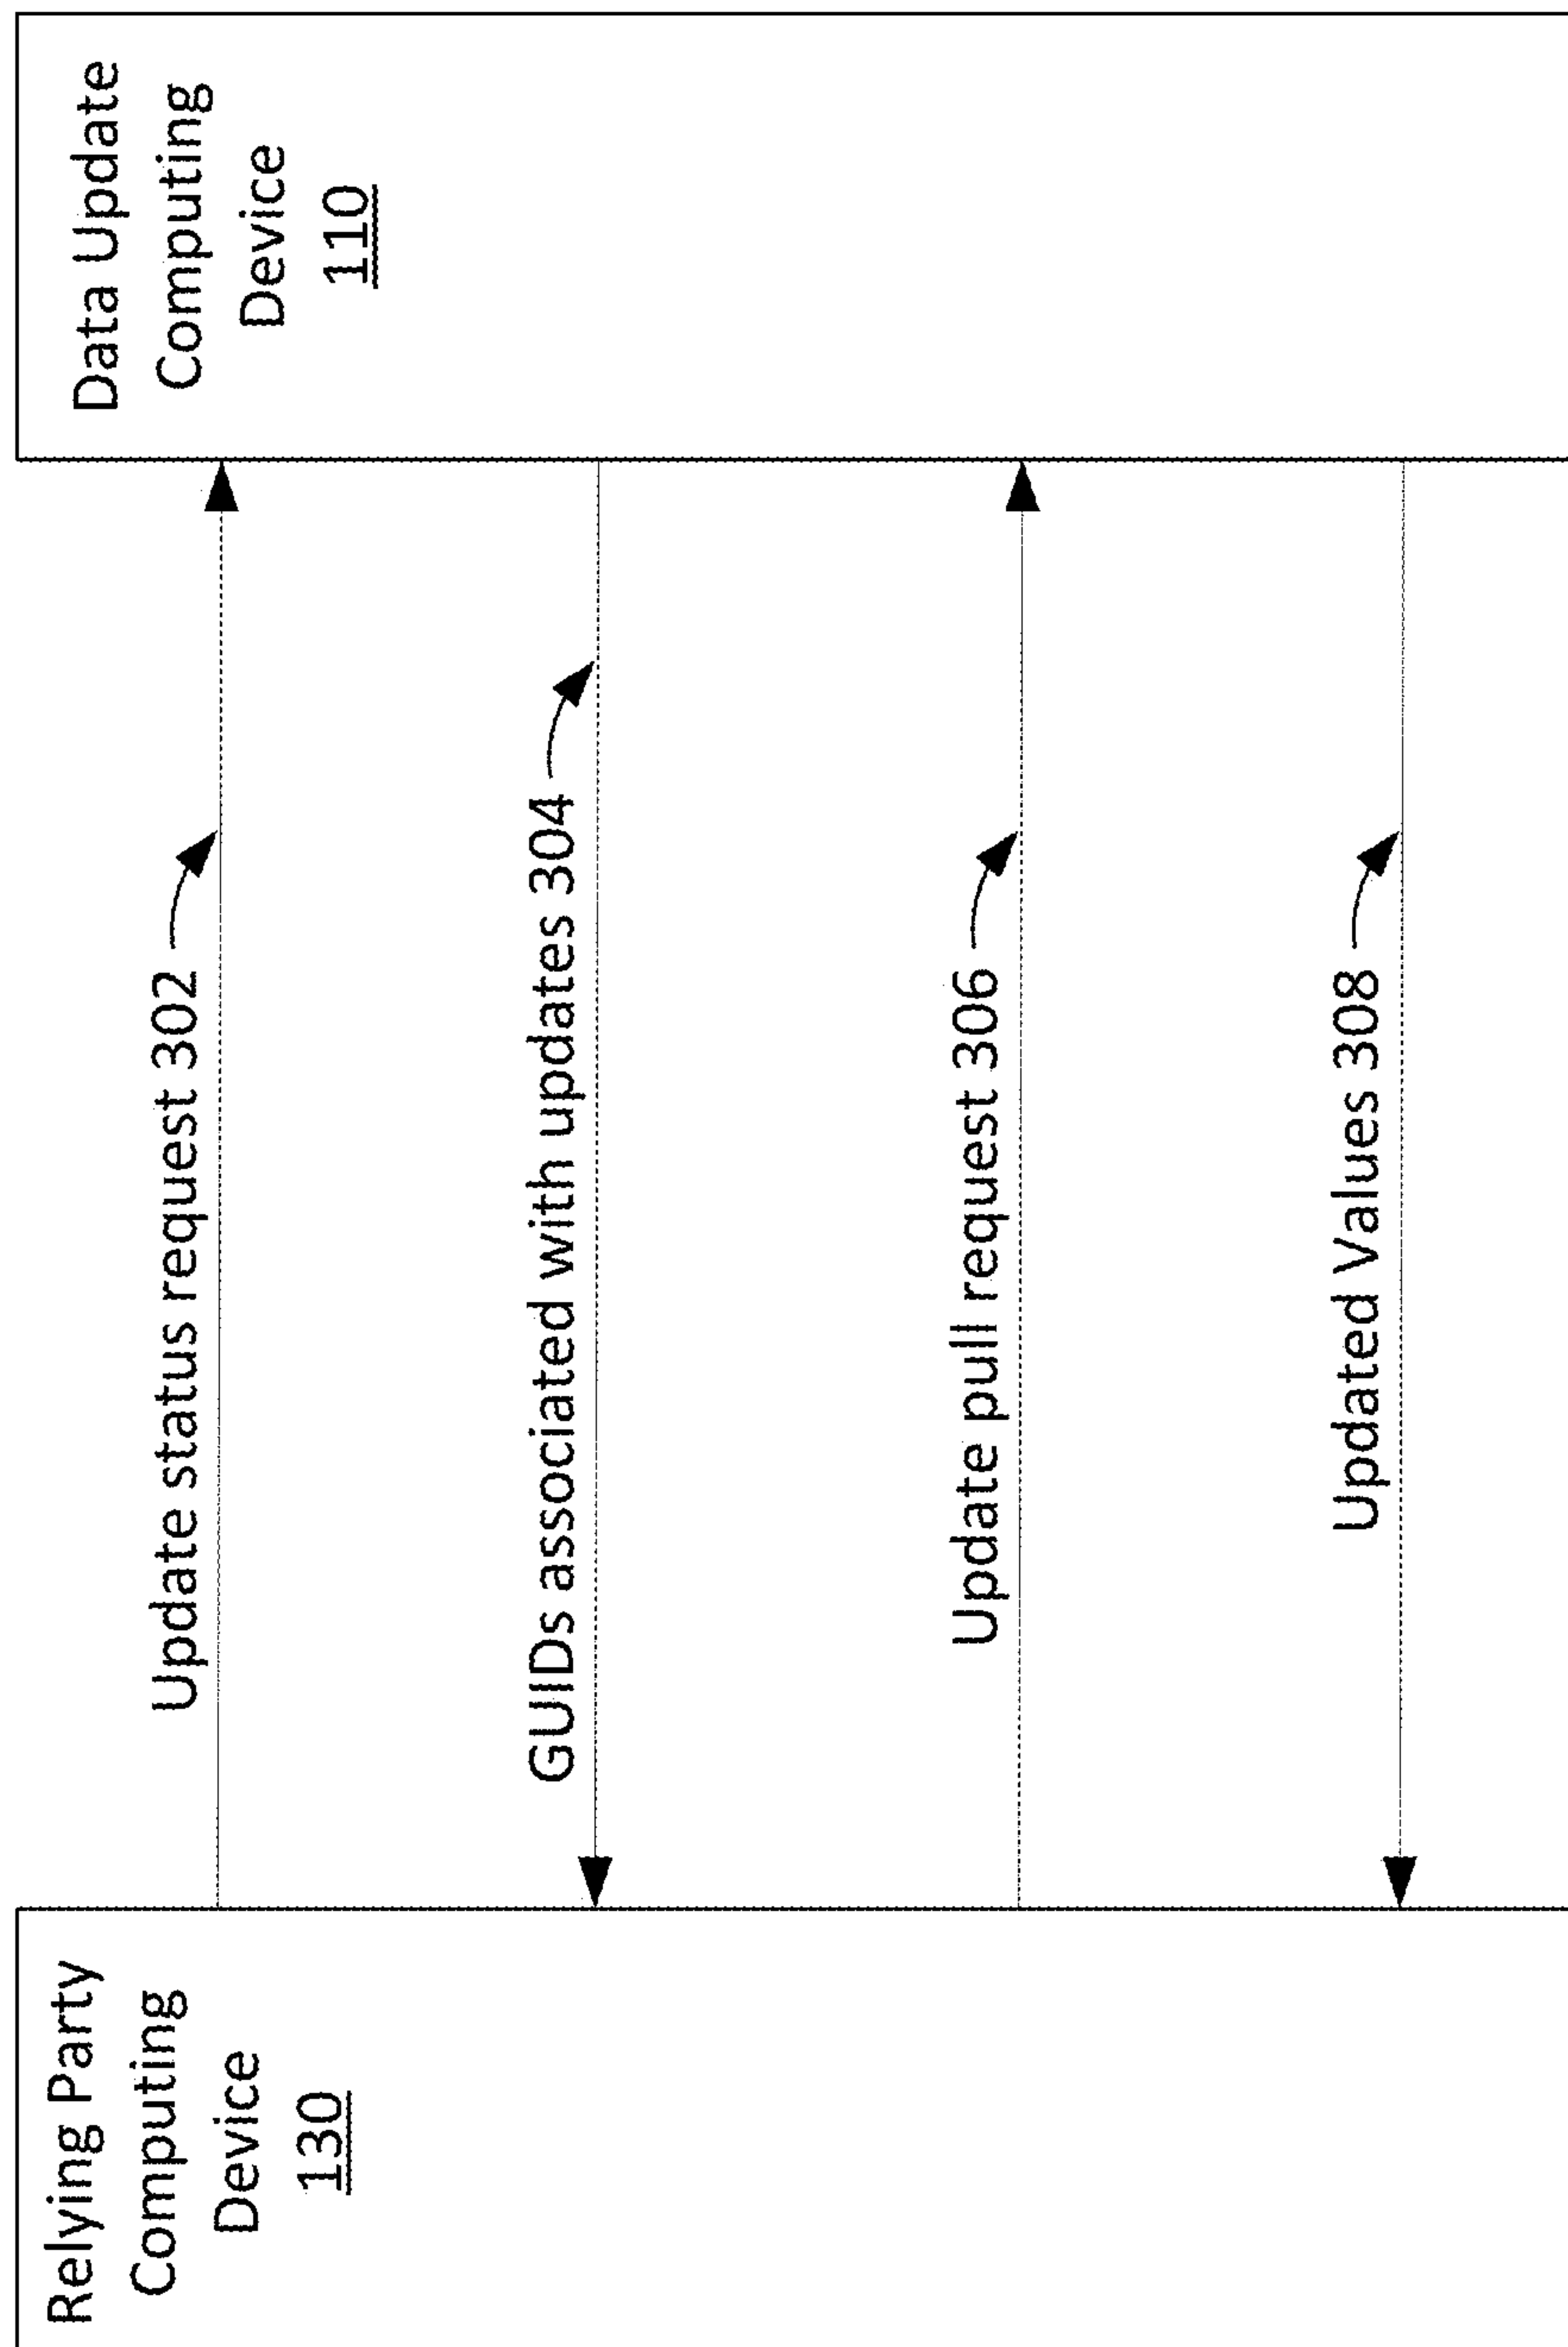 Relying Party
Computing
Device
130
Data Update
Computing
Device
110
Update status request 302
GUIDs associated with updates 304
Update pull request 306
Updated Values 308